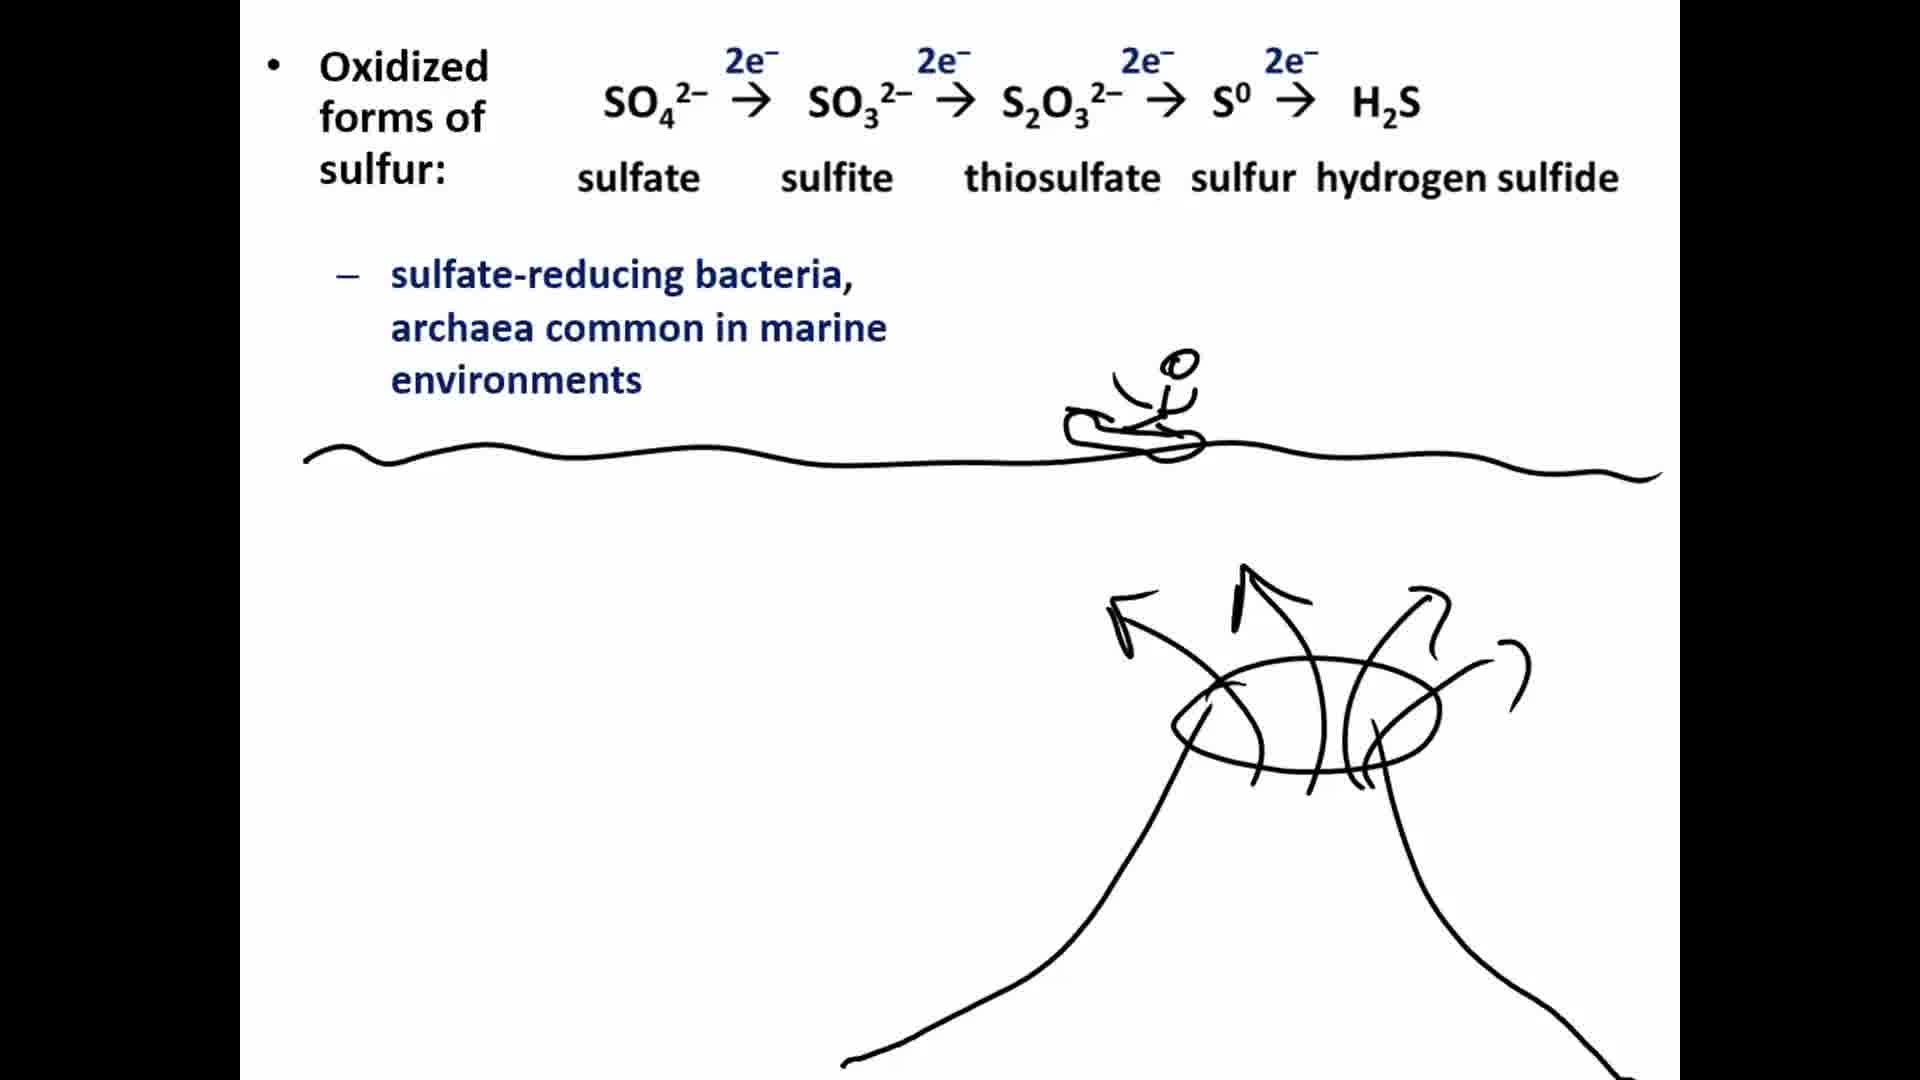 • Oxidized forms of sulfur:
2e⁻ 2e⁻ 2e⁻ 2e⁻
SO₄²⁻ → SO₃²⁻ → S₂O₃²⁻ → S⁰ → H₂S
sulfate sulfite thiosulfate sulfur hydrogen sulfide
– sulfate-reducing bacteria,
archaea common in marine
environments